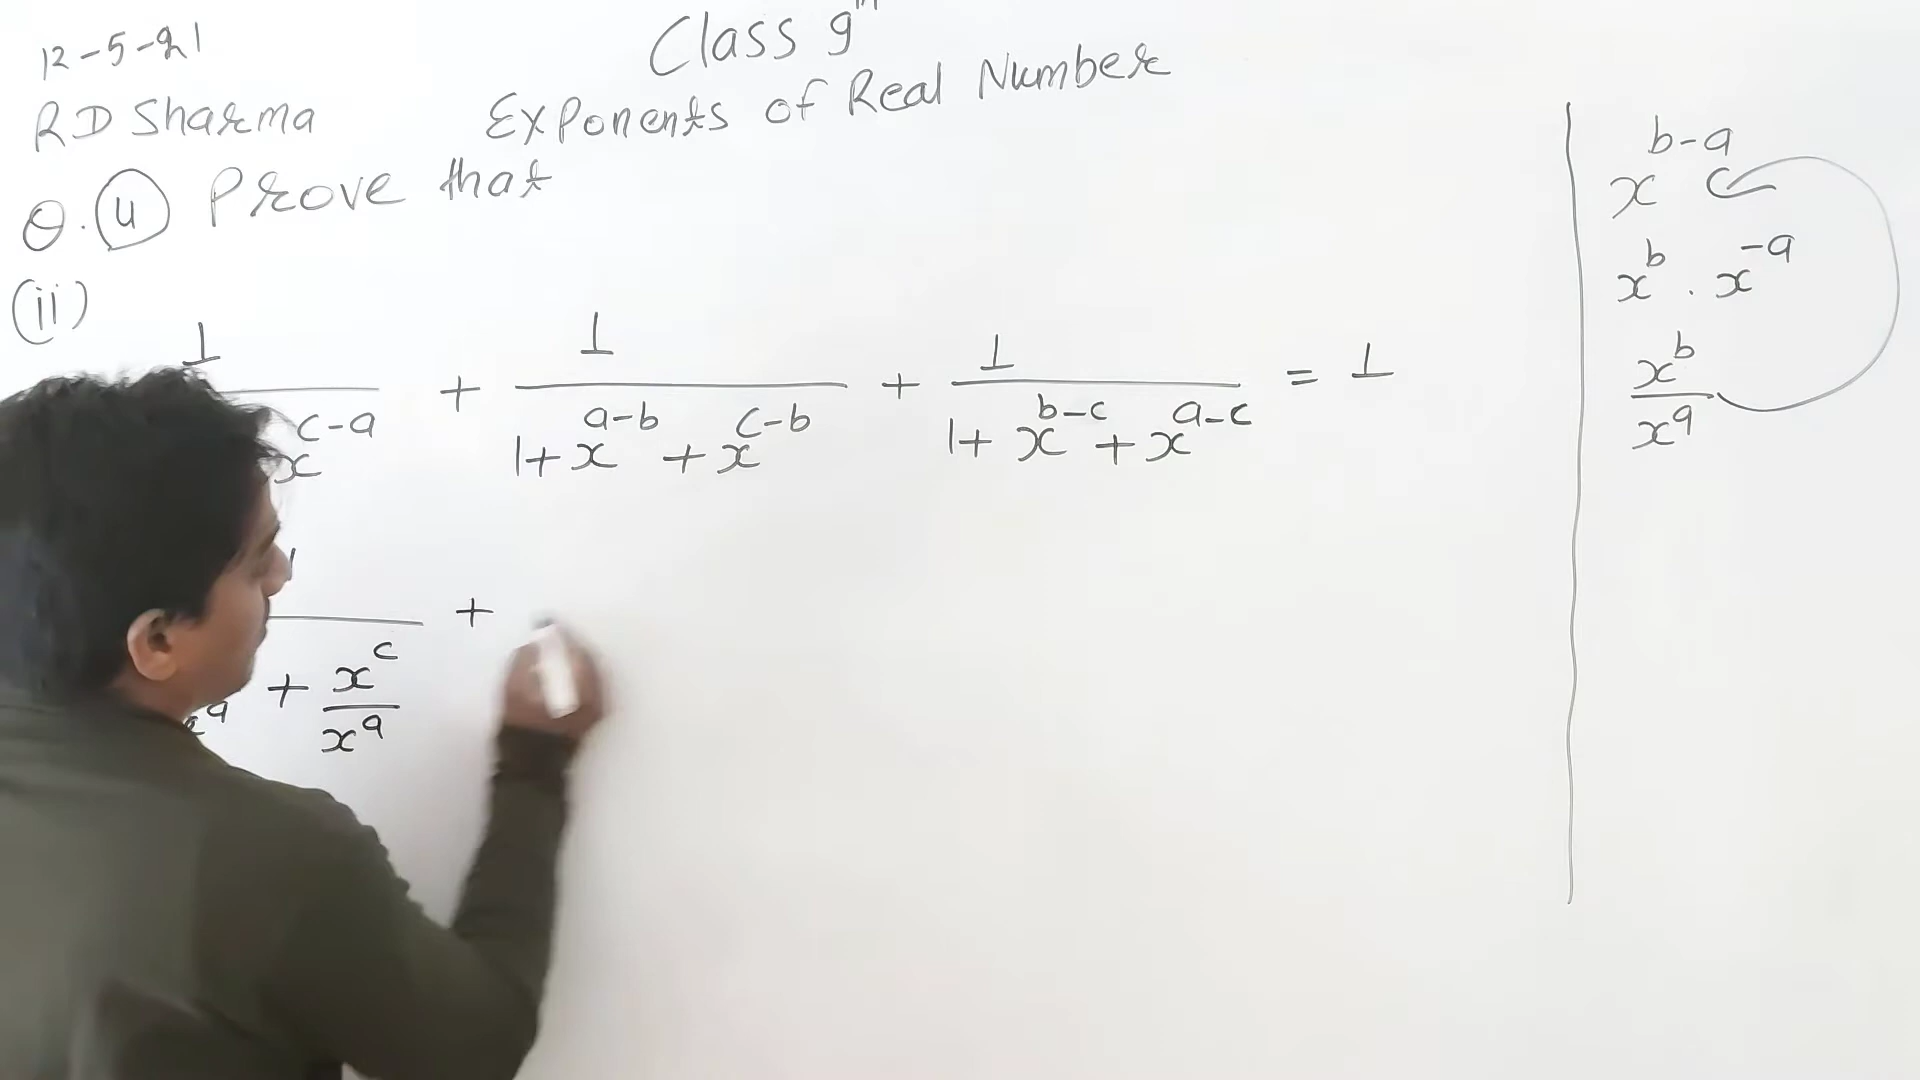 12-5-21
Class 9th
RD Sharma
Exponents of Real Number
Q. 4 Prove that
(ii)
1 / x^(c-a) + 1 / (1 + x^(a-b) + x^(c-b)) + 1 / (1 + x^(b-c) + x^(a-c)) = 1
1 / x^a + x^c / x^a +
x^(b-a)
x^b . x^(-a)
x^b / x^a